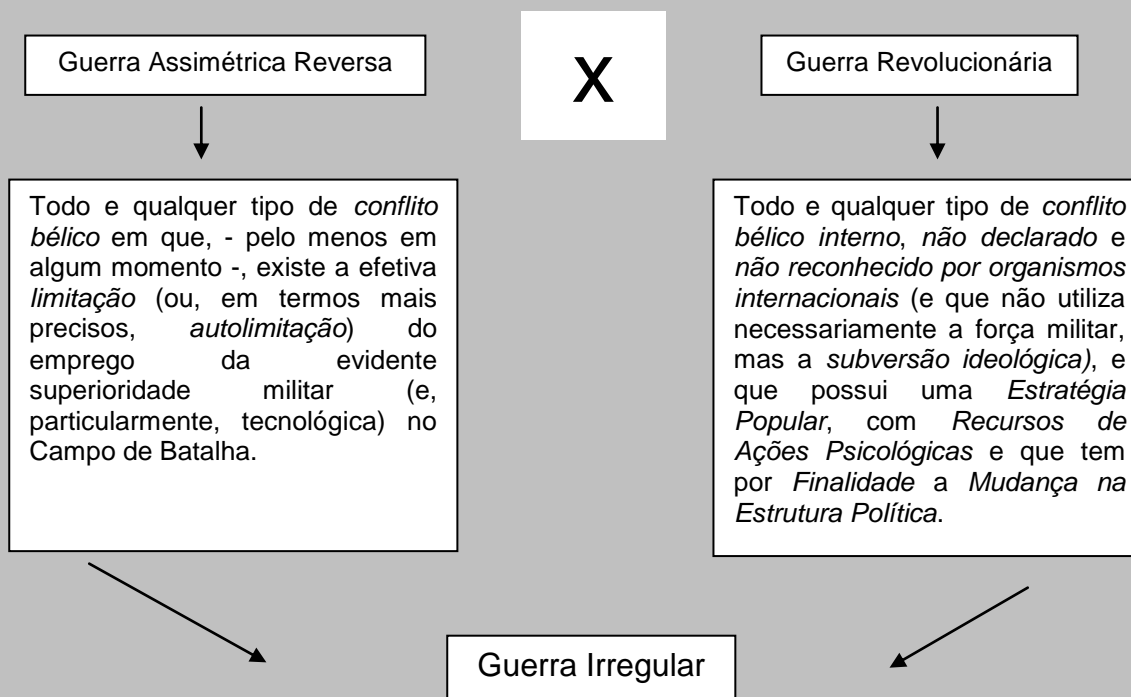 Guerra Assimétrica Reversa
X
Guerra Revolucionária
Todo e qualquer tipo de conflito
bélico em que, - pelo menos em
algum momento -, existe a efetiva
limitação (ou, em termos mais
precisos, autolimitação) do
emprego da evidente
superioridade militar (e,
particularmente, tecnológica) no
Campo de Batalha.
Todo e qualquer tipo de conflito
bélico interno, não declarado e
não reconhecido por organismos
internacionais (e que não utiliza
necessariamente a força militar,
mas a subversão ideológica), e
que possui uma Estratégia
Popular, com Recursos de
Ações Psicológicas e que tem
por Finalidade a Mudança na
Estrutura Política.
Guerra Irregular